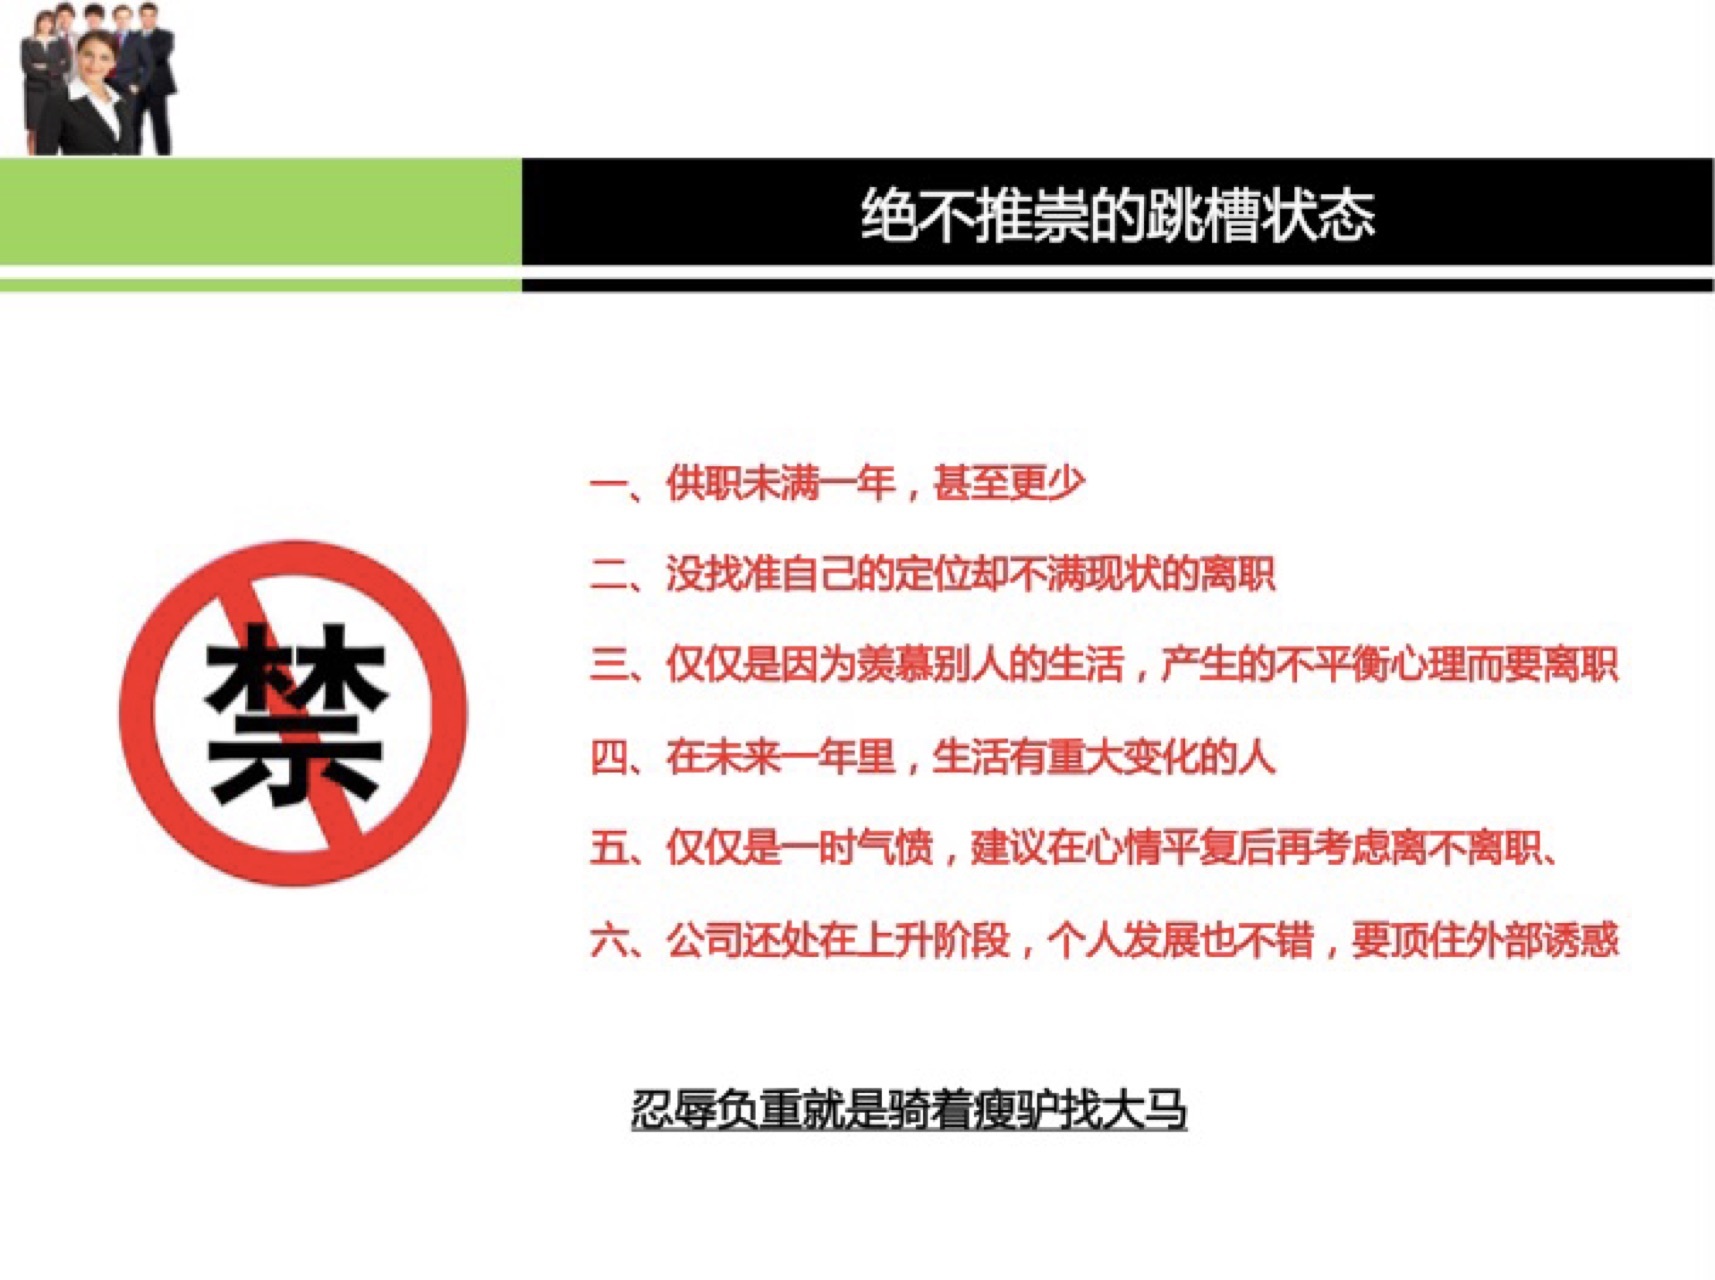 绝不推崇的跳槽状态
一、供职未满一年，甚至更少
二、没找准自己的定位却不满现状的离职
三、仅仅是因为羡慕别人的生活，产生的不平衡心理而要离职
四、在未来一年里，生活有重大变化的人
禁
五、仅仅是一时气愤，建议在心情平复后再考虑离不离职、
六、公司还处在上升阶段，个人发展也不错，要顶住外部诱惑
忍辱负重就是骑着瘦驴找大马